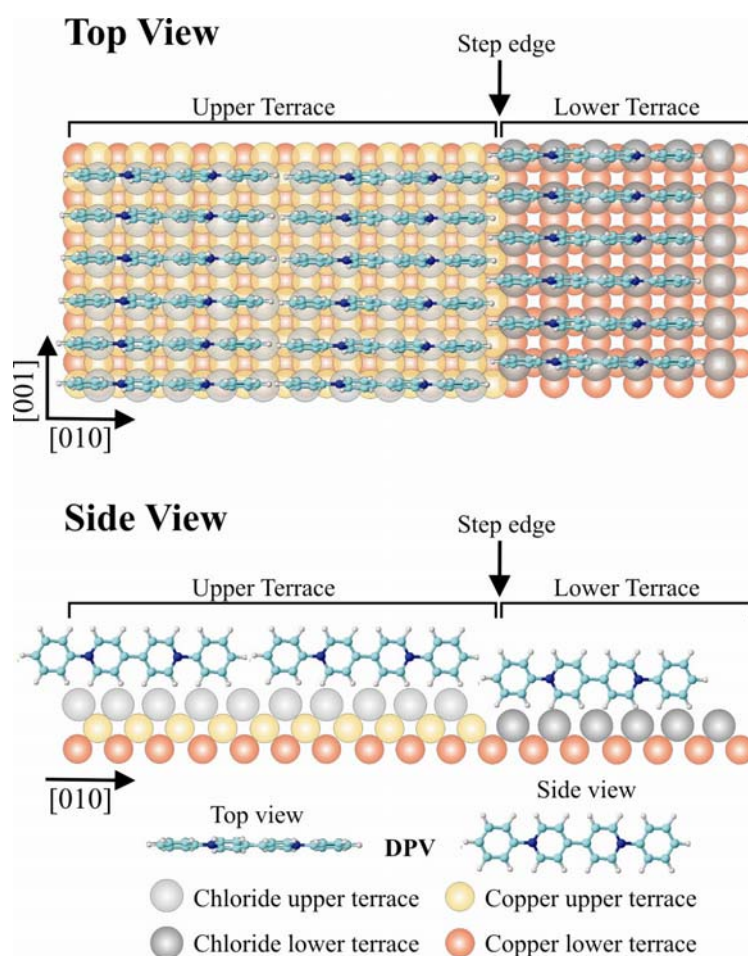 Top View
Step edge
Upper Terrace
Lower Terrace
[001]
[010]
Side View
Step edge
Upper Terrace
Lower Terrace
[010]
Top view
DPV
Side view
Chloride upper terrace
Copper upper terrace
Chloride lower terrace
Copper lower terrace